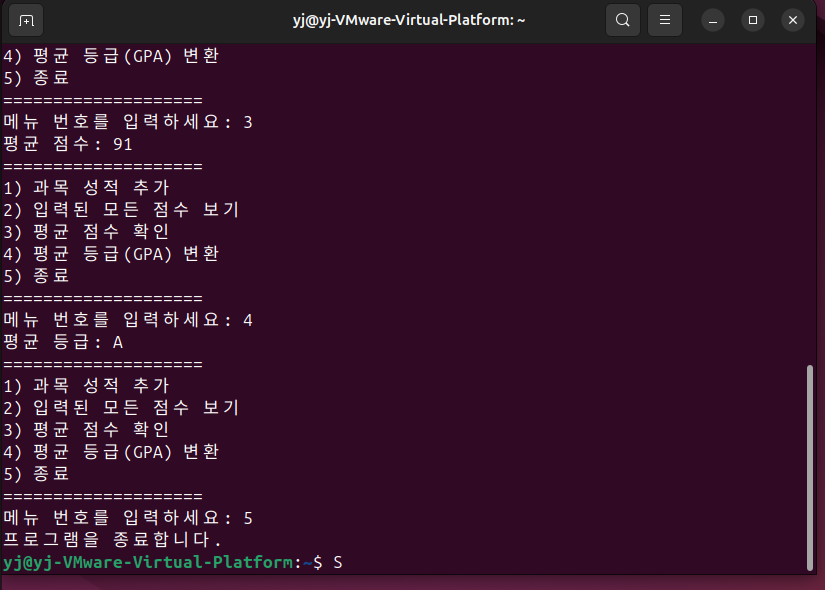 yj@yj-VMware-Virtual-Platform: ~
4) 평균 등급(GPA) 변환
5) 종료
====================
메뉴 번호를 입력하세요: 3
평균 점수: 91
====================
1) 과목 성적 추가
2) 입력된 모든 점수 보기
3) 평균 점수 확인
4) 평균 등급(GPA) 변환
5) 종료
====================
메뉴 번호를 입력하세요: 4
평균 등급: A
====================
1) 과목 성적 추가
2) 입력된 모든 점수 보기
3) 평균 점수 확인
4) 평균 등급(GPA) 변환
5) 종료
====================
메뉴 번호를 입력하세요: 5
프로그램을 종료합니다.
yj@yj-VMware-Virtual-Platform:~$ S